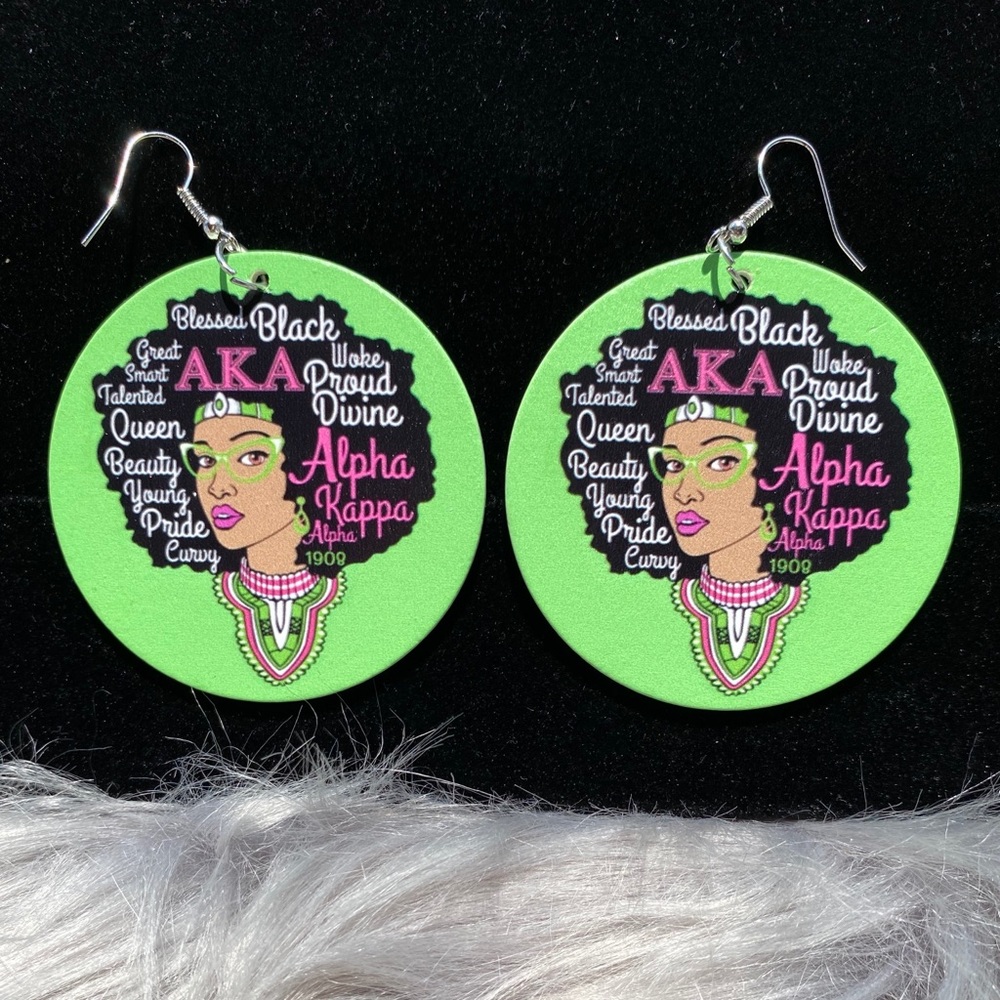 Blessed Black
Great
Smart
Talented
AKA
Woke
Proud
Divine
Queen
Beauty
Young
Pride
Curvy
Alpha
Kappa
Alpha
1908
Blessed Black
Great
Smart
Talented
AKA
Woke
Proud
Divine
Queen
Beauty
Young
Pride
Curvy
Alpha
Kappa
Alpha
1908